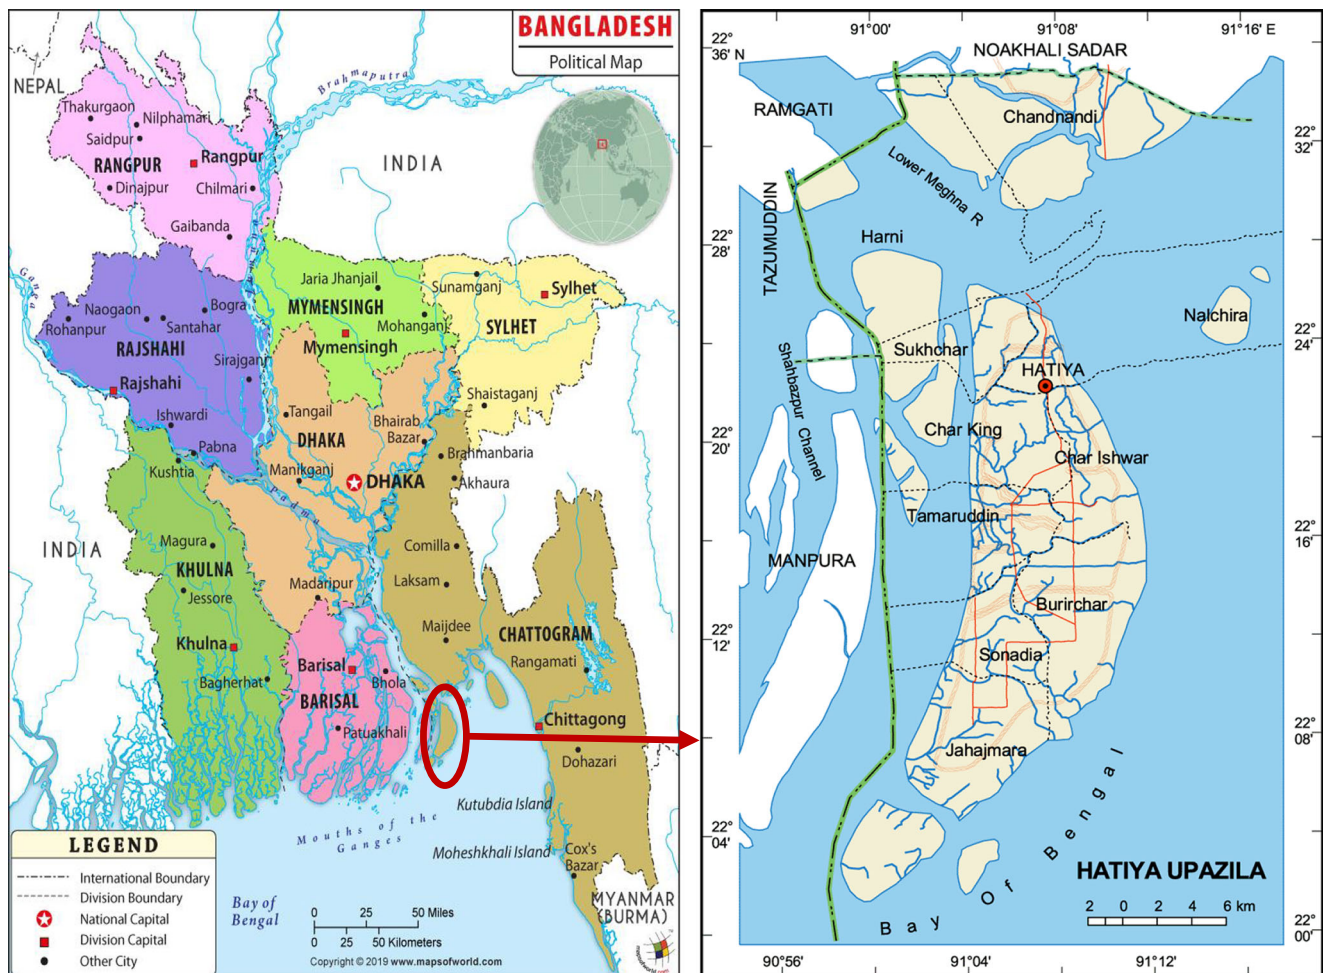 BANGLADESH
Political Map
NEPAL
Brahmaputra
INDIA
Thakurgaon
Nilphamari
Saidpur
RANGPUR
Rangpur
Dinajpur
Chilmari
Gaibanda
Ganges
Jaria Jhanjail
Sunamganj
Sylhet
MYMENSINGH
Mohanganj
SYLHET
Mymensingh
Naogaon
Bogra
Rohanpur
Santahar
RAJSHAHI
Sirajganj
Rajshahi
Ishwardi
Pabna
Kushtia
Tangail
Shaistaganj
Bhairab
Bazar
DHAKA
Manikganj
DHAKA
Brahmanbaria
Akhaura
Padma
INDIA
Magura
KHULNA
Jessore
Khulna
Bagherhat
Madaripur
Comilla
Laksam
Maijdee
CHATTOGRAM
Rangamati
Barisal
BARISAL
Bhola
Patuakhali
Chittagong
Dohazari
Kutubdia Island
Moheshkhali Island
Cox's
Bazar
Mouths of the
Ganges
Bay of
Bengal
MYANMAR
(BURMA)
LEGEND
International Boundary
Division Boundary
National Capital
Division Capital
Other City
0 25 50 Miles
0 25 50 Kilometers
Copyright © 2019 www.mapsofworld.com
mapsofworld.com
91°00'
91°08'
91°16' E
22°
36' N
NOAKHALI SADAR
RAMGATI
Chandnandi
22°
32'
Lower Meghna R
TAZUMUDDIN
22°
28'
Harni
Nalchira
22°
24'
Sukhchar
HATIYA
Shahbazpur Channel
22°
20'
Char King
Char Ishwar
Tamaruddin
22°
16'
MANPURA
Burirchar
22°
12'
Sonadia
22°
08'
Jahajmara
22°
04'
Bay Of Bengal
HATIYA UPAZILA
2 0 2 4 6 km
22°
00'
90°56'
91°04'
91°12'